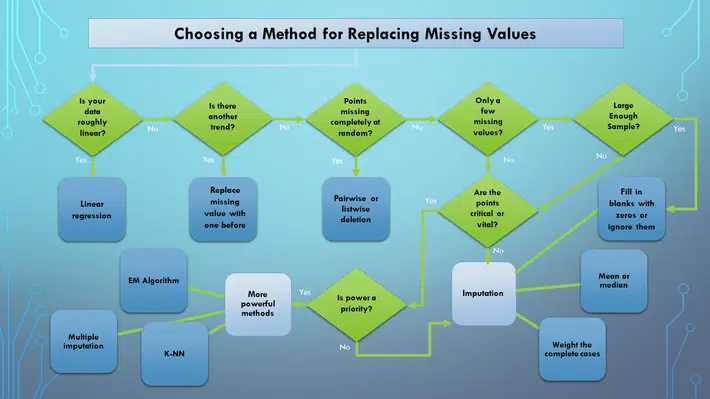 Choosing a Method for Replacing Missing Values
Is your
data
roughly
linear?
No
Is there
another
trend?
No
Points
missing
completely at
random?
No
Only a
few
missing
values?
Yes
Large
Enough
Sample?
Yes
Yes
Yes
Yes
No
No
Linear
regression
Replace
missing
value with
one before
Pairwise or
listwise
deletion
Yes
Are the
points
critical or
vital?
Fill in
blanks with
zeros or
ignore them
No
EM Algorithm
More
powerful
methods
Yes
Is power a
priority?
Imputation
Mean or
median
No
Multiple
imputation
K-NN
Weight the
complete cases